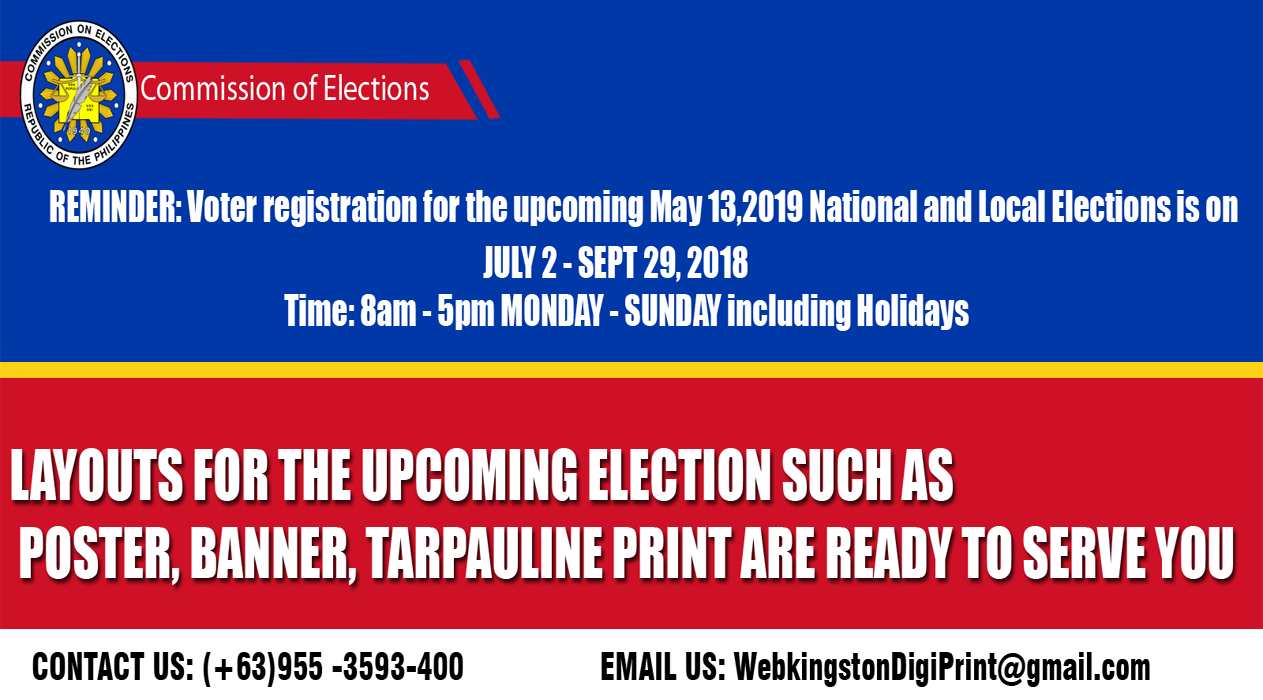 COMMISSION ON ELECTIONS
REPUBLIC OF THE PHILIPPINES
1940
Commission of Elections
REMINDER: Voter registration for the upcoming May 13,2019 National and Local Elections is on
JULY 2 - SEPT 29, 2018
Time: 8am - 5pm MONDAY - SUNDAY including Holidays
LAYOUTS FOR THE UPCOMING ELECTION SUCH AS
POSTER, BANNER, TARPAULINE PRINT ARE READY TO SERVE YOU
CONTACT US: (+63)955 -3593-400
EMAIL US: WebkingstonDigiPrint@gmail.com